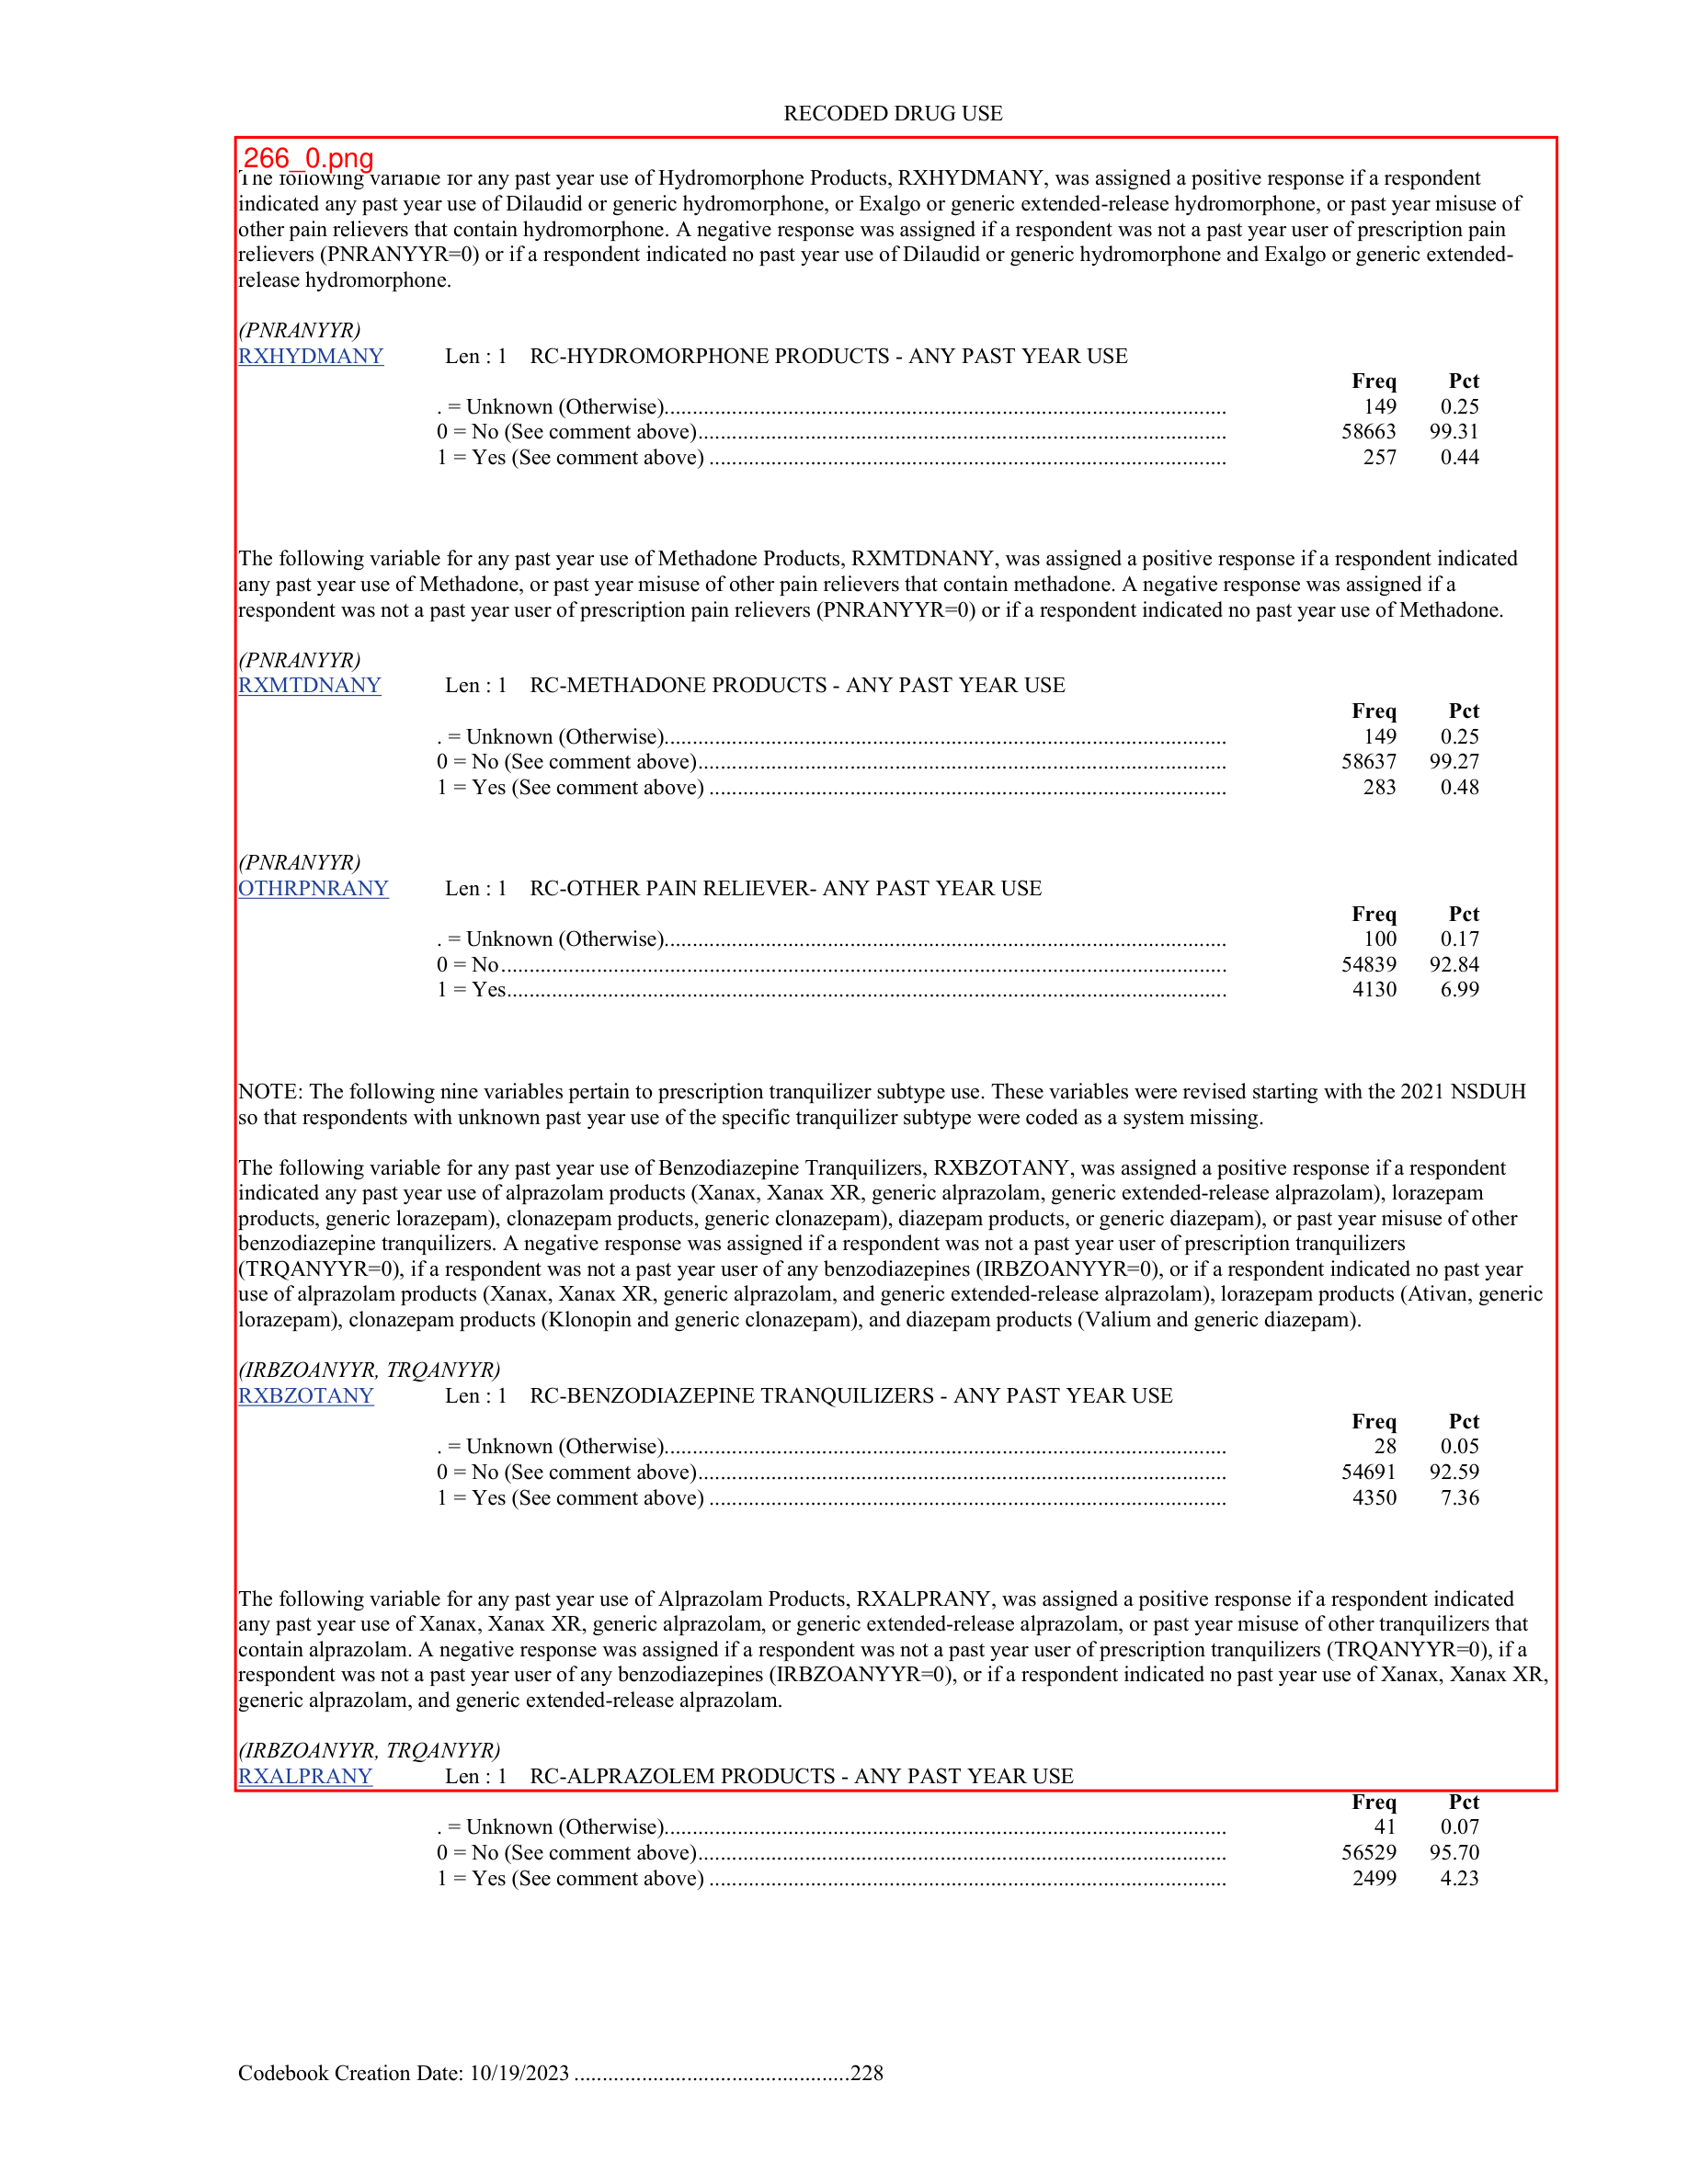 RECODED DRUG USE
266_0.png
The following variable for any past year use of Hydromorphone Products, RXHYDMANY, was assigned a positive response if a respondent
indicated any past year use of Dilaudid or generic hydromorphone, or Exalgo or generic extended-release hydromorphone, or past year misuse of
other pain relievers that contain hydromorphone. A negative response was assigned if a respondent was not a past year user of prescription pain
relievers (PNRANYYR=0) or if a respondent indicated no past year use of Dilaudid or generic hydromorphone and Exalgo or generic extended-
release hydromorphone.
(PNRANYYR)
RXHYDMANY Len : 1 RC-HYDROMORPHONE PRODUCTS - ANY PAST YEAR USE
Freq Pct
. = Unknown (Otherwise).................................................................................................... 149 0.25
0 = No (See comment above).............................................................................................. 58663 99.31
1 = Yes (See comment above) ............................................................................................ 257 0.44
The following variable for any past year use of Methadone Products, RXMTDNANY, was assigned a positive response if a respondent indicated
any past year use of Methadone, or past year misuse of other pain relievers that contain methadone. A negative response was assigned if a
respondent was not a past year user of prescription pain relievers (PNRANYYR=0) or if a respondent indicated no past year use of Methadone.
(PNRANYYR)
RXMTDNANY Len : 1 RC-METHADONE PRODUCTS - ANY PAST YEAR USE
Freq Pct
. = Unknown (Otherwise).................................................................................................... 149 0.25
0 = No (See comment above).............................................................................................. 58637 99.27
1 = Yes (See comment above) ............................................................................................ 283 0.48
(PNRANYYR)
OTHRPNRANY Len : 1 RC-OTHER PAIN RELIEVER- ANY PAST YEAR USE
Freq Pct
. = Unknown (Otherwise).................................................................................................... 100 0.17
0 = No................................................................................................................................. 54839 92.84
1 = Yes................................................................................................................................ 4130 6.99
NOTE: The following nine variables pertain to prescription tranquilizer subtype use. These variables were revised starting with the 2021 NSDUH
so that respondents with unknown past year use of the specific tranquilizer subtype were coded as a system missing.
The following variable for any past year use of Benzodiazepine Tranquilizers, RXBZOTANY, was assigned a positive response if a respondent
indicated any past year use of alprazolam products (Xanax, Xanax XR, generic alprazolam, generic extended-release alprazolam), lorazepam
products, generic lorazepam), clonazepam products, generic clonazepam), diazepam products, or generic diazepam), or past year misuse of other
benzodiazepine tranquilizers. A negative response was assigned if a respondent was not a past year user of prescription tranquilizers
(TRQANYYR=0), if a respondent was not a past year user of any benzodiazepines (IRBZOANYYR=0), or if a respondent indicated no past year
use of alprazolam products (Xanax, Xanax XR, generic alprazolam, and generic extended-release alprazolam), lorazepam products (Ativan, generic
lorazepam), clonazepam products (Klonopin and generic clonazepam), and diazepam products (Valium and generic diazepam).
(IRBZOANYYR, TRQANYYR)
RXBZOTANY Len : 1 RC-BENZODIAZEPINE TRANQUILIZERS - ANY PAST YEAR USE
Freq Pct
. = Unknown (Otherwise).................................................................................................... 28 0.05
0 = No (See comment above).............................................................................................. 54691 92.59
1 = Yes (See comment above) ............................................................................................ 4350 7.36
The following variable for any past year use of Alprazolam Products, RXALPRANY, was assigned a positive response if a respondent indicated
any past year use of Xanax, Xanax XR, generic alprazolam, or generic extended-release alprazolam, or past year misuse of other tranquilizers that
contain alprazolam. A negative response was assigned if a respondent was not a past year user of prescription tranquilizers (TRQANYYR=0), if a
respondent was not a past year user of any benzodiazepines (IRBZOANYYR=0), or if a respondent indicated no past year use of Xanax, Xanax XR,
generic alprazolam, and generic extended-release alprazolam.
(IRBZOANYYR, TRQANYYR)
RXALPRANY Len : 1 RC-ALPRAZOLEM PRODUCTS - ANY PAST YEAR USE
Freq Pct
. = Unknown (Otherwise).................................................................................................... 41 0.07
0 = No (See comment above).............................................................................................. 56529 95.70
1 = Yes (See comment above) ............................................................................................ 2499 4.23
Codebook Creation Date: 10/19/2023 .................................................228